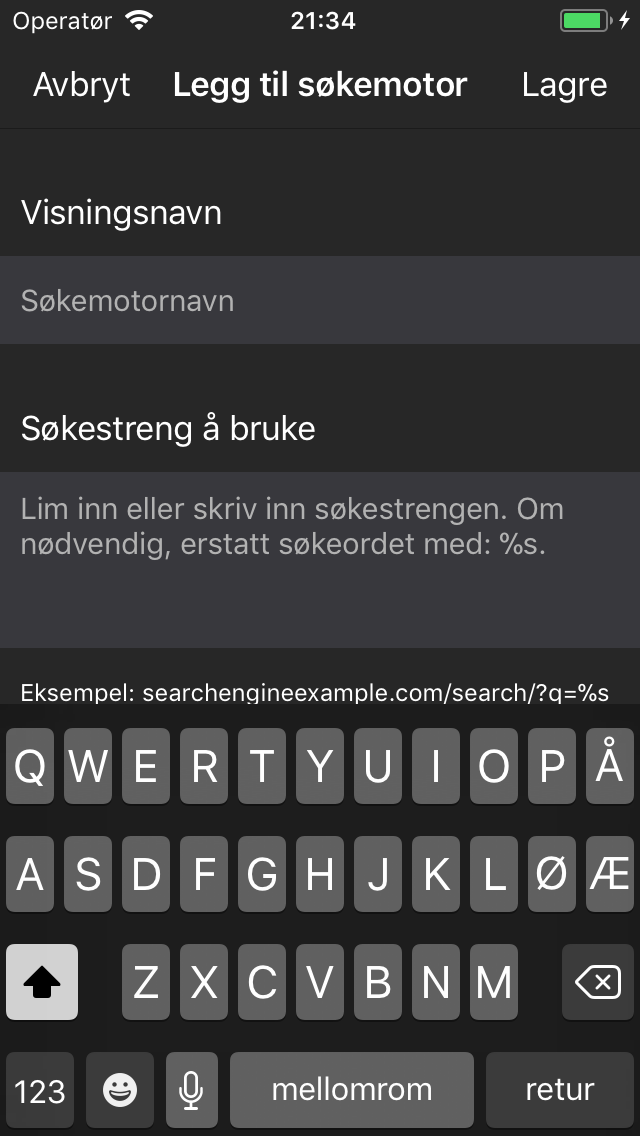 Operatør 21:34
Avbryt Legg til søkemotor Lagre
Visningsnavn
Søkemotornavn
Søkestreng å bruke
Lim inn eller skriv inn søkestrengen. Om
nødvendig, erstatt søkeordet med: %s.
Eksempel: searchengineexample.com/search/?q=%s
Q W E R T Y U I O P Å
A S D F G H J K L Ø Æ
Z X C V B N M
123 mellomrom retur